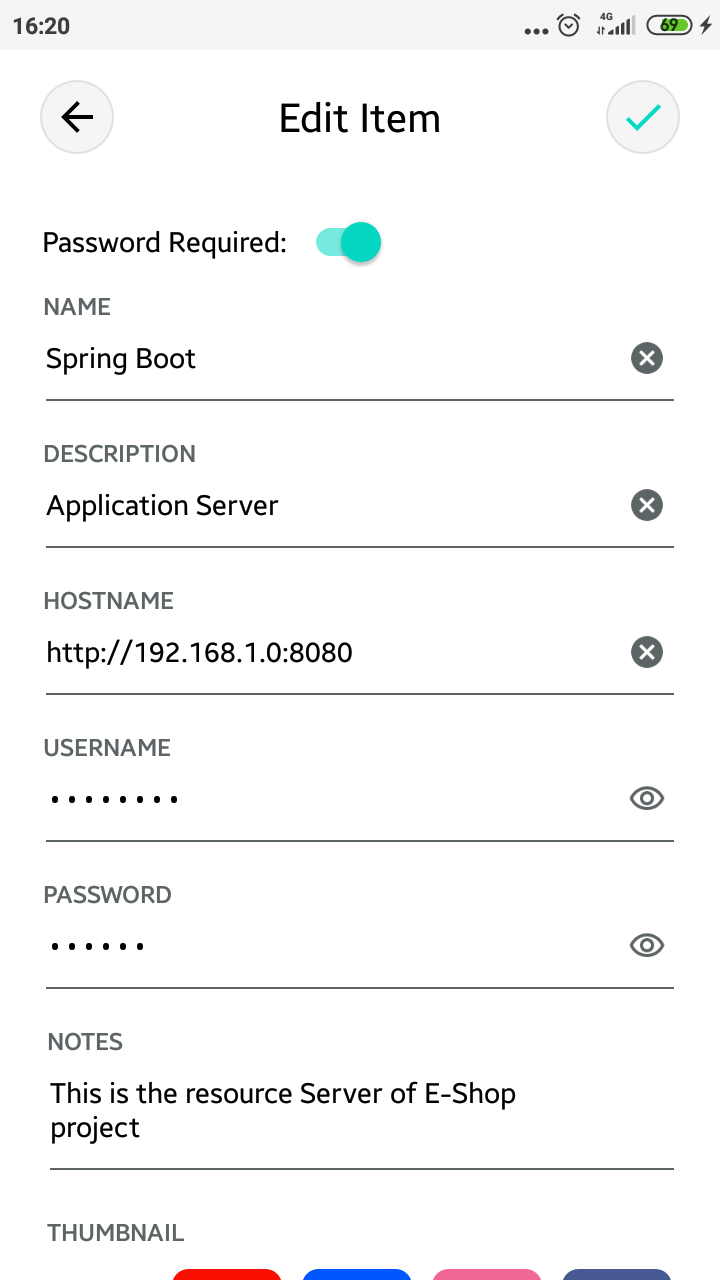 16:20
4G
69
Edit Item
Password Required:
NAME
Spring Boot
DESCRIPTION
Application Server
HOSTNAME
http://192.168.1.0:8080
USERNAME
••••••••
PASSWORD
••••••
NOTES
This is the resource Server of E-Shop
project
THUMBNAIL